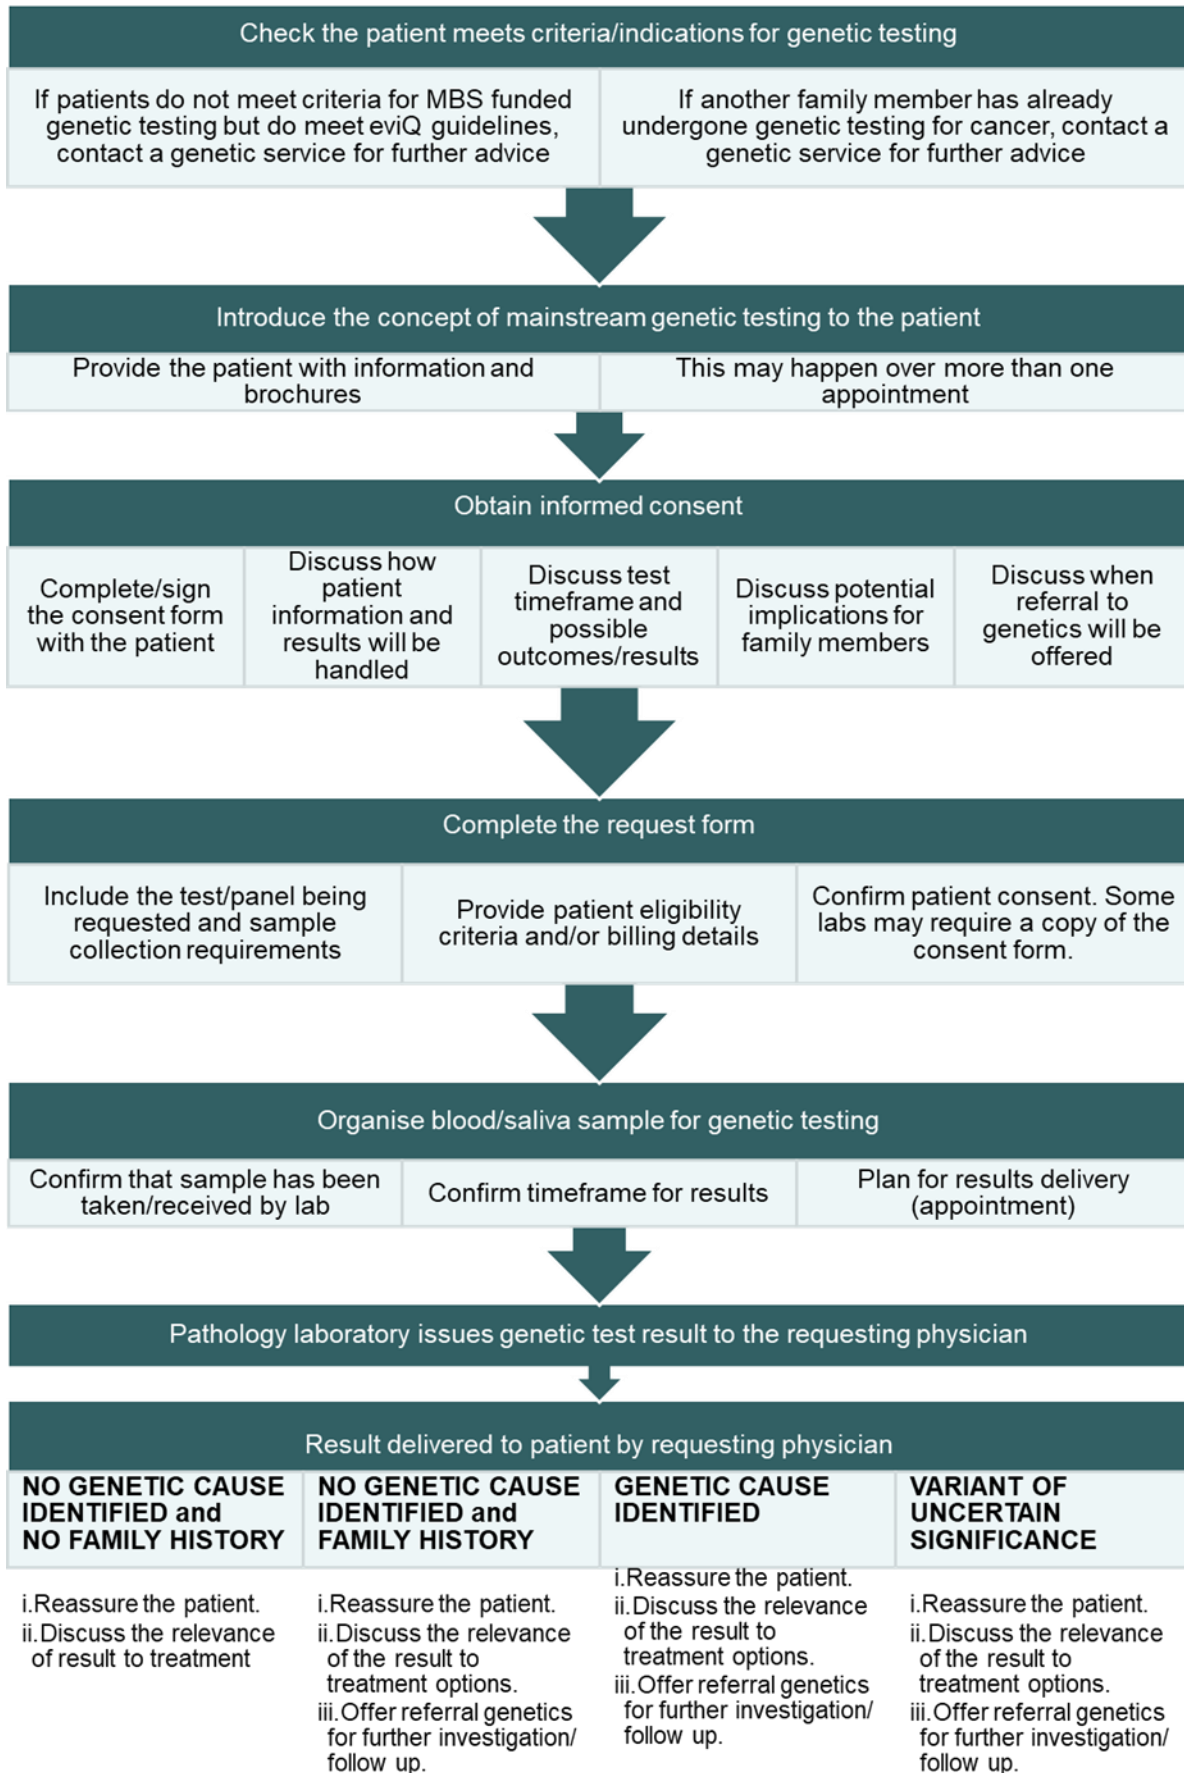 Check the patient meets criteria/indications for genetic testing
If patients do not meet criteria for MBS funded
genetic testing but do meet eviQ guidelines,
contact a genetic service for further advice
If another family member has already
undergone genetic testing for cancer, contact a
genetic service for further advice
Introduce the concept of mainstream genetic testing to the patient
Provide the patient with information and
brochures
This may happen over more than one
appointment
Obtain informed consent
Complete/sign
the consent form
with the patient
Discuss how
patient
information and
results will be
handled
Discuss test
timeframe and
possible
outcomes/results
Discuss potential
implications for
family members
Discuss when
referral to
genetics will be
offered
Complete the request form
Include the test/panel being
requested and sample
collection requirements
Provide patient eligibility
criteria and/or billing details
Confirm patient consent. Some
labs may require a copy of the
consent form.
Organise blood/saliva sample for genetic testing
Confirm that sample has been
taken/received by lab
Confirm timeframe for results
Plan for results delivery
(appointment)
Pathology laboratory issues genetic test result to the requesting physician
Result delivered to patient by requesting physician
NO GENETIC CAUSE
IDENTIFIED and
NO FAMILY HISTORY
i.Reassure the patient.
ii.Discuss the relevance
of result to treatment
NO GENETIC CAUSE
IDENTIFIED and
FAMILY HISTORY
i.Reassure the patient.
ii.Discuss the relevance
of the result to
treatment options.
iii.Offer referral genetics
for further investigation/
follow up.
GENETIC CAUSE
IDENTIFIED
i.Reassure the patient.
ii.Discuss the relevance
of the result to
treatment options.
iii.Offer referral genetics
for further investigation/
follow up.
VARIANT OF
UNCERTAIN
SIGNIFICANCE
i.Reassure the patient.
ii.Discuss the relevance
of the result to
treatment options.
iii.Offer referral genetics
for further investigation/
follow up.